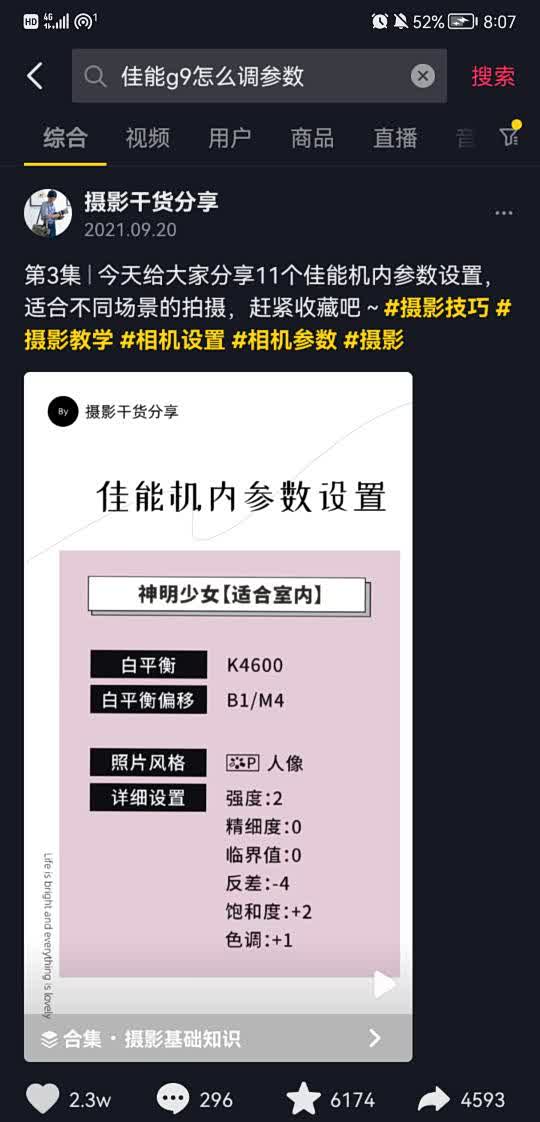 HD 4G 1 52% 8:07
佳能g9怎么调参数 搜索
综合 视频 用户 商品 直播 音
摄影干货分享
2021.09.20
第3集 | 今天给大家分享11个佳能机内参数设置，
适合不同场景的拍摄，赶紧收藏吧 ~ #摄影技巧 #
摄影教学 #相机设置 #相机参数 #摄影
By 摄影干货分享
佳能机内参数设置
神明少女【适合室内】
白平衡 K4600
白平衡偏移 B1/M4
照片风格 P 人像
详细设置 强度:2
精细度:0
临界值:0
反差:-4
饱和度:+2
色调:+1
Life is bright and everything is lovely
合集 · 摄影基础知识
2.3w 296 6174 4593